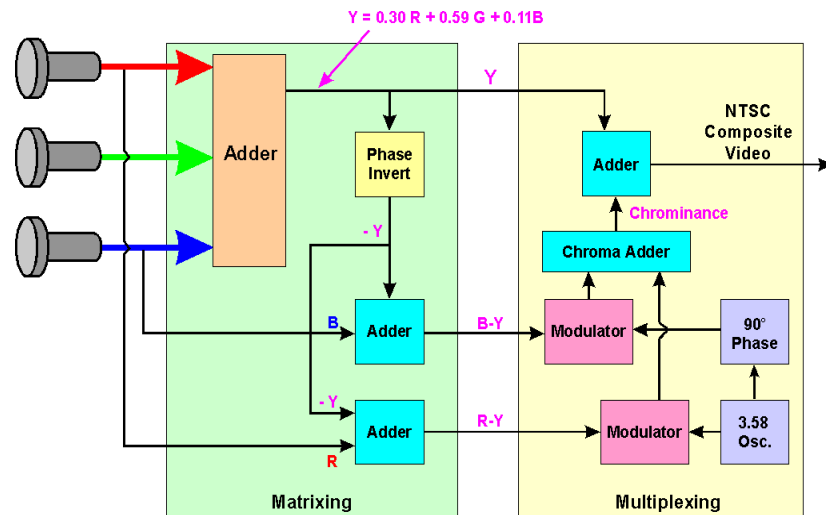 Y = 0.30 R + 0.59 G + 0.11B
Y
NTSC
Composite
Video
Adder
Phase
Invert
Adder
Chrominance
- Y
Chroma Adder
B
Adder
B-Y
Modulator
90°
Phase
- Y
Adder
R-Y
Modulator
3.58
Osc.
R
Matrixing
Multiplexing